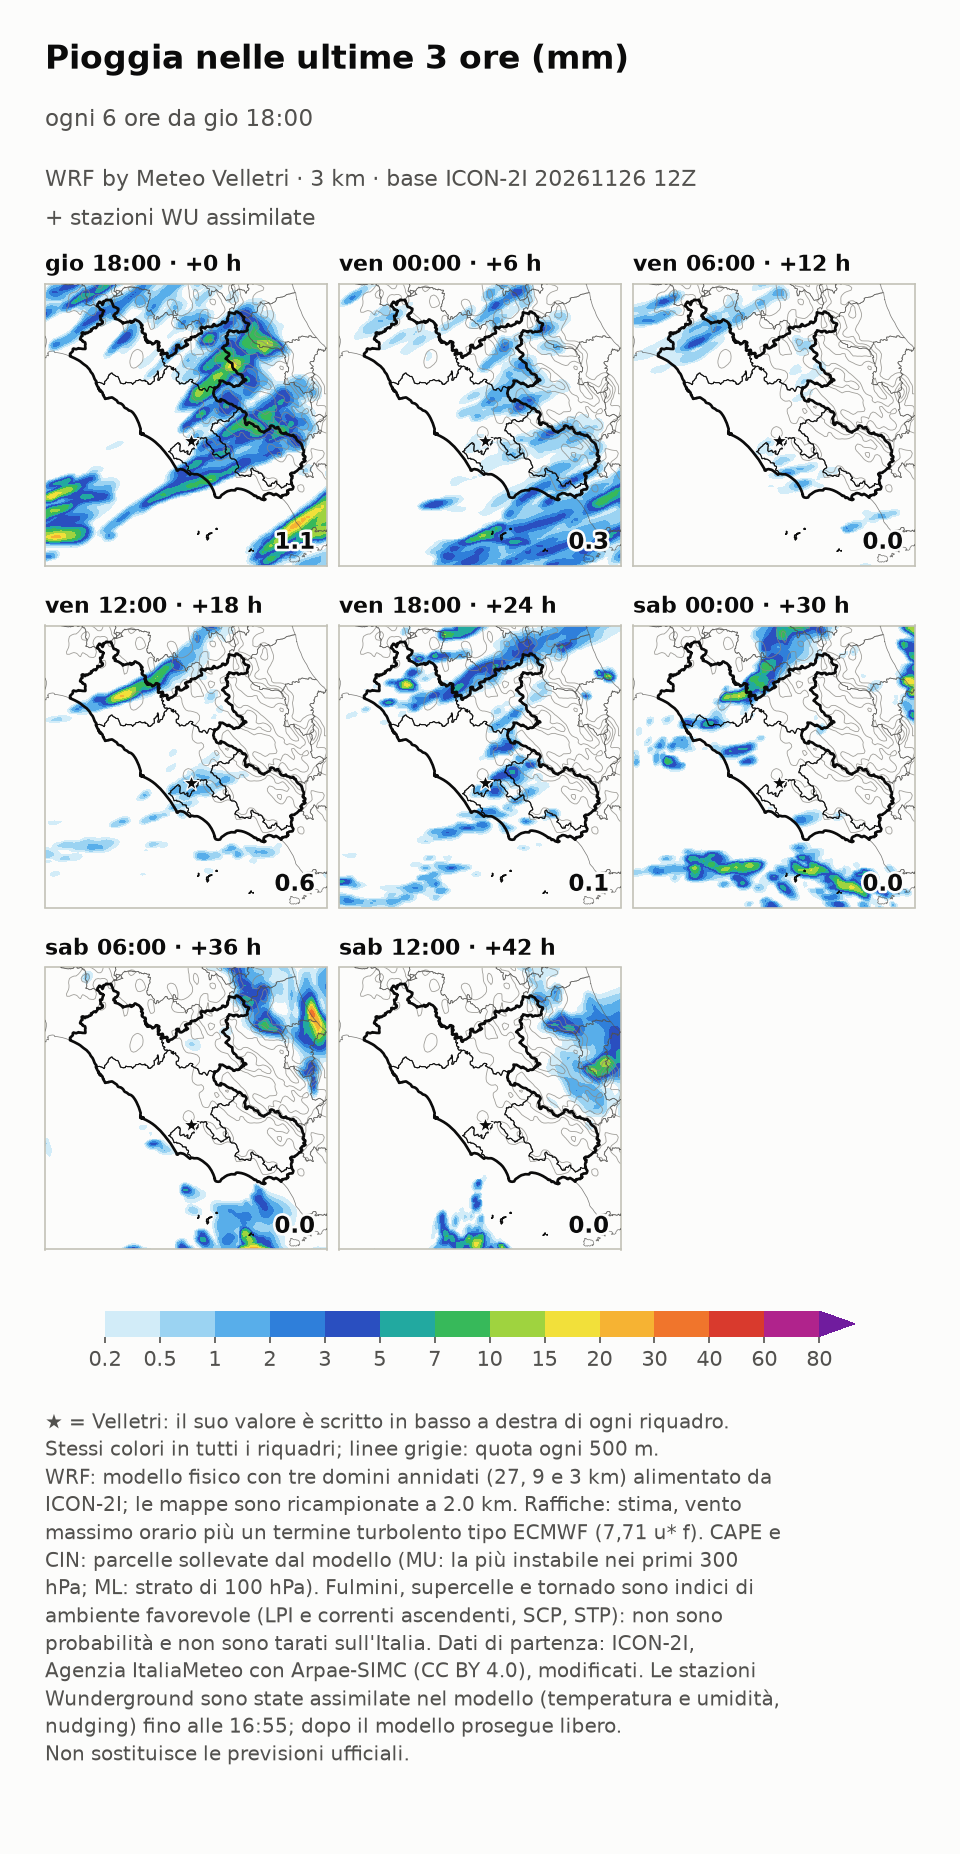 Pioggia nelle ultime 3 ore (mm)
ogni 6 ore da gio 18:00
WRF by Meteo Velletri · 3 km · base ICON-2I 20261126 12Z
+ stazioni WU assimilate
gio 18:00 · +0 h
ven 00:00 · +6 h
ven 06:00 · +12 h
1.1
0.3
0.0
ven 12:00 · +18 h
ven 18:00 · +24 h
sab 00:00 · +30 h
0.6
0.1
0.0
sab 06:00 · +36 h
sab 12:00 · +42 h
0.0
0.0
0.2 0.5 1 2 3 5 7 10 15 20 30 40 60 80
★ = Velletri: il suo valore è scritto in basso a destra di ogni riquadro.
Stessi colori in tutti i riquadri; linee grigie: quota ogni 500 m.
WRF: modello fisico con tre domini annidati (27, 9 e 3 km) alimentato da
ICON-2I; le mappe sono ricampionate a 2.0 km. Raffiche: stima, vento
massimo orario più un termine turbolento tipo ECMWF (7,71 u* f). CAPE e
CIN: parcelle sollevate dal modello (MU: la più instabile nei primi 300
hPa; ML: strato di 100 hPa). Fulmini, supercelle e tornado sono indici di
ambiente favorevole (LPI e correnti ascendenti, SCP, STP): non sono
probabilità e non sono tarati sull'Italia. Dati di partenza: ICON-2I,
Agenzia ItaliaMeteo con Arpae-SIMC (CC BY 4.0), modificati. Le stazioni
Wunderground sono state assimilate nel modello (temperatura e umidità,
nudging) fino alle 16:55; dopo il modello prosegue libero.
Non sostituisce le previsioni ufficiali.